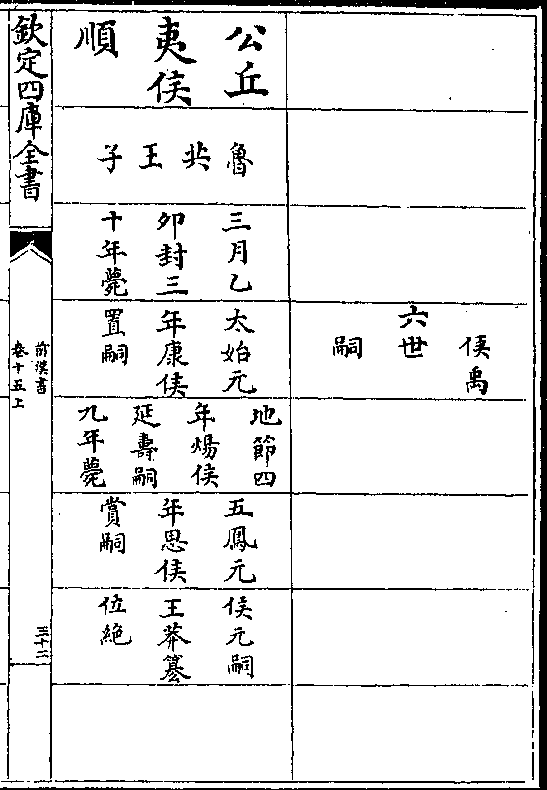 六世
侯禹
嗣
公丘
夷侯
順
魯
共
王
子
三月乙
卯封三
十年薨
太始元
年康侯
置嗣
地節四
年煬侯
延壽嗣
九年薨
五鳳元
年思侯
賞嗣
侯元嗣
王莽簒
位絶
欽定四庫全書
前漢書
卷十五上
三十二